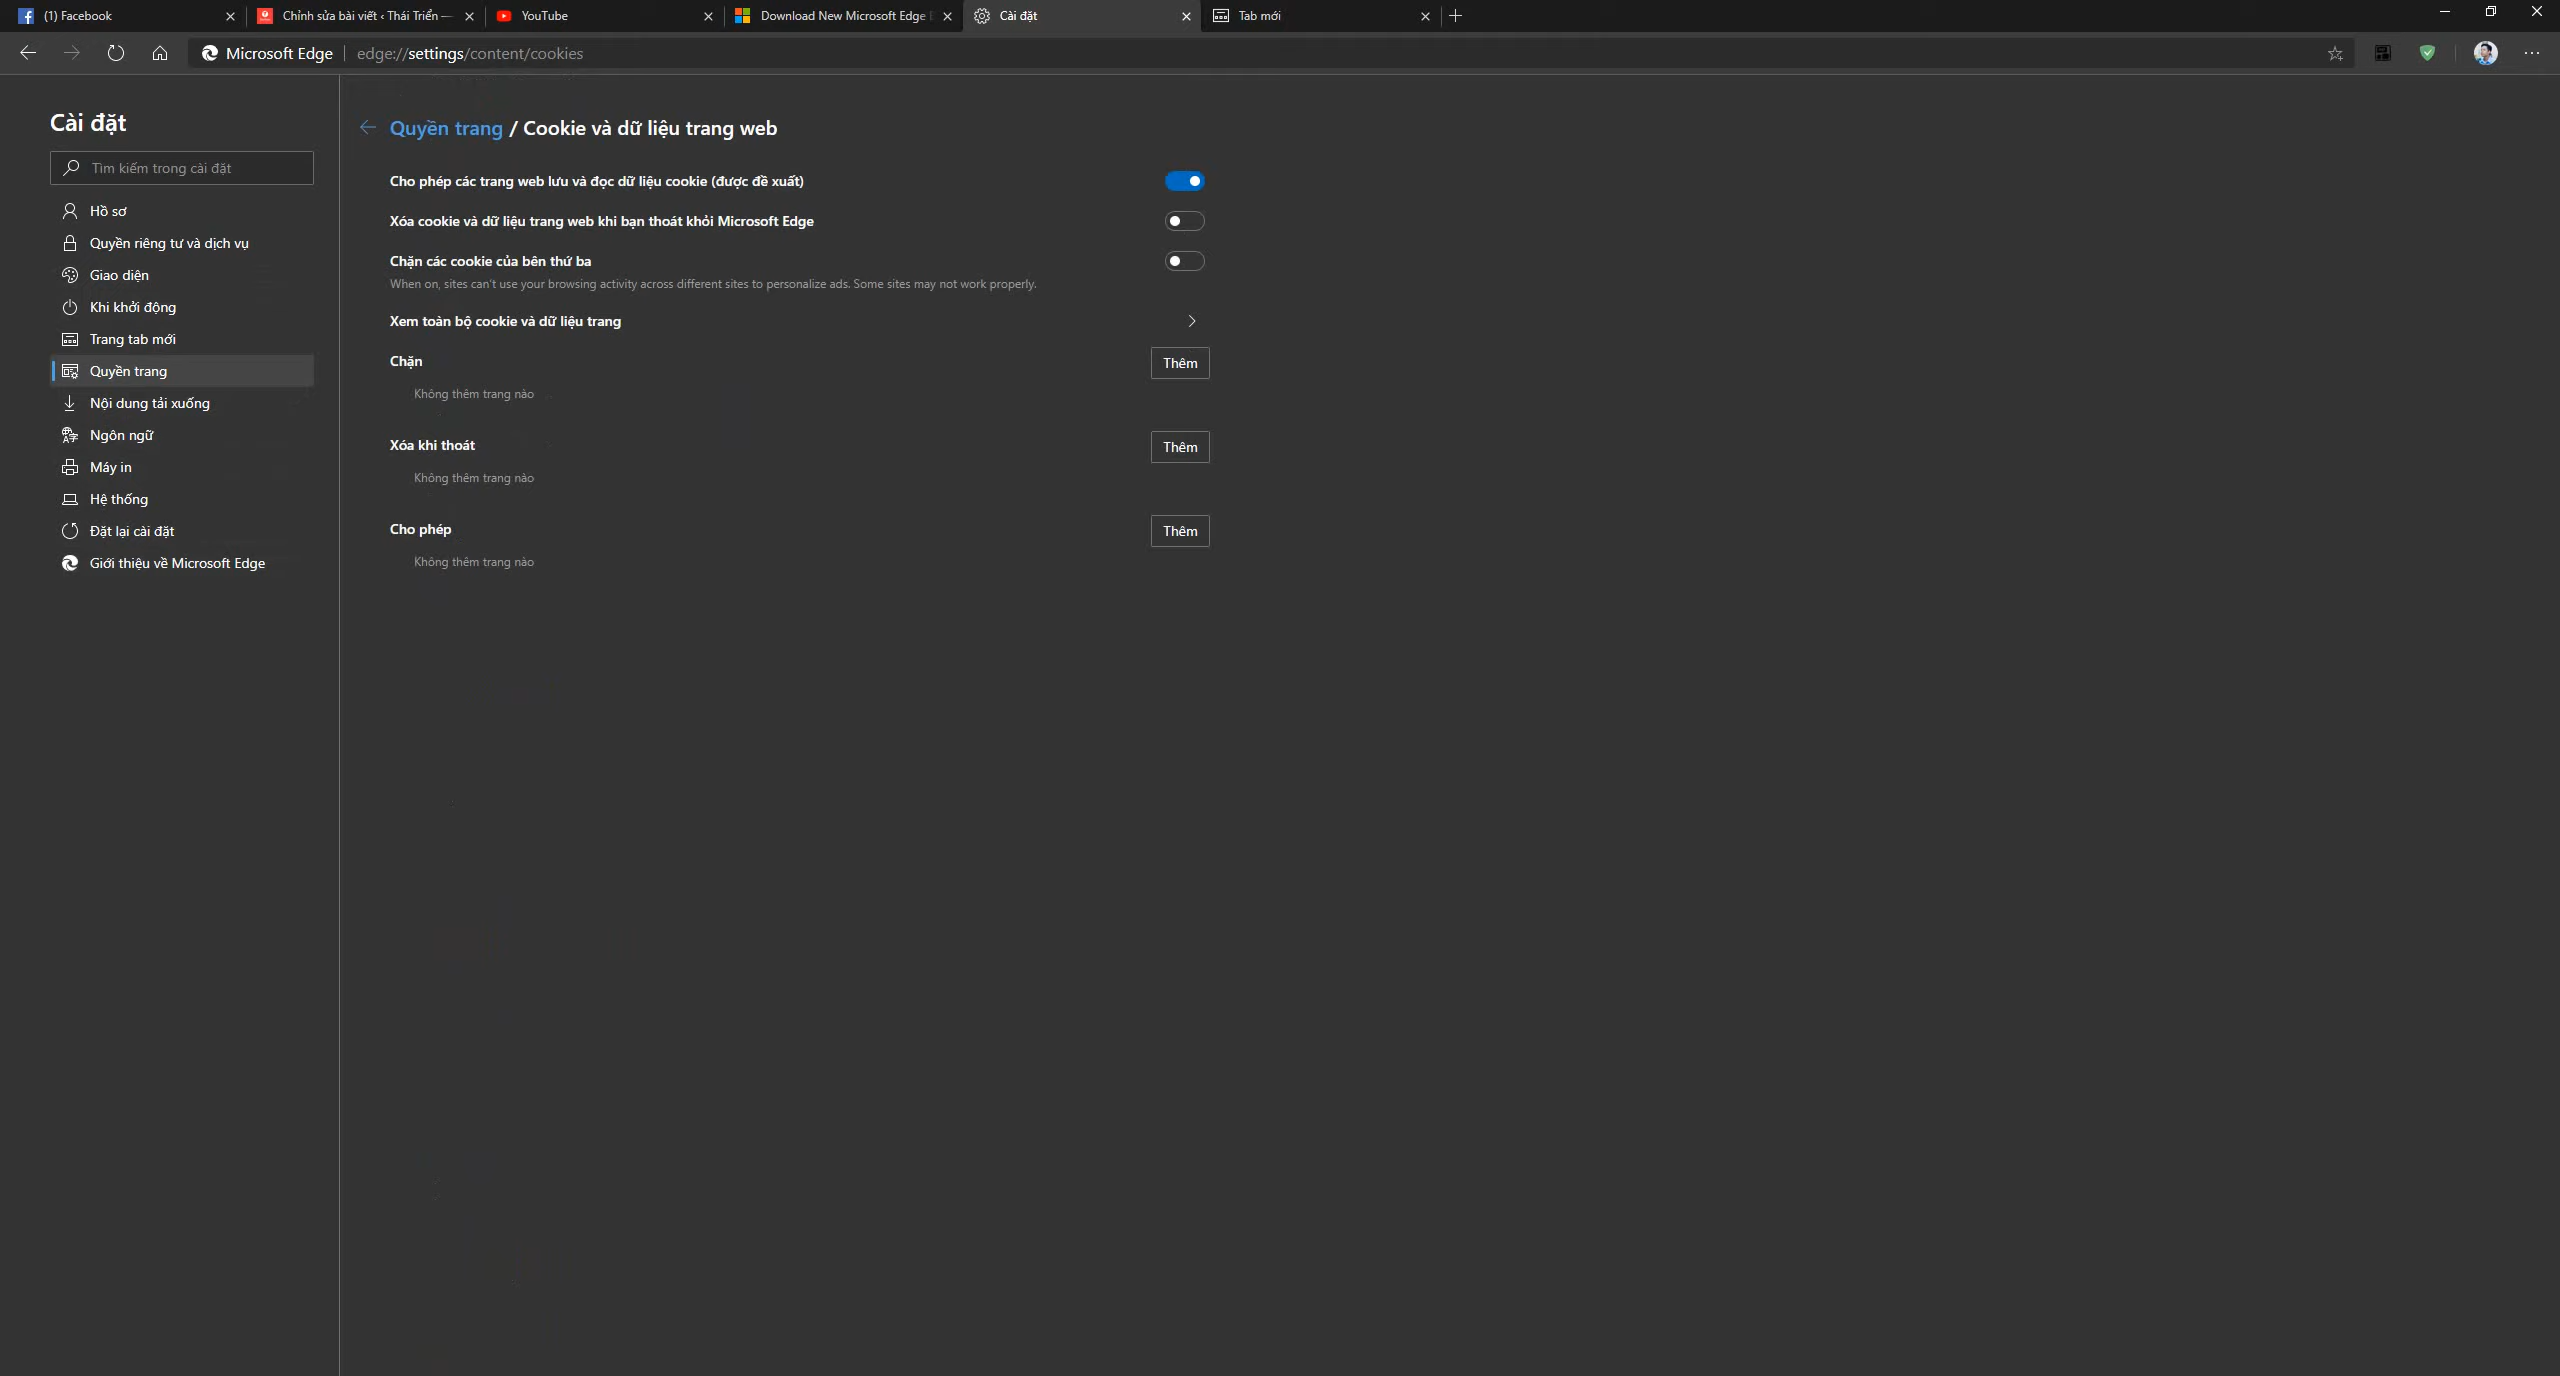 (1) Facebook
Chỉnh sửa bài viết ‹ Thái Triển —
YouTube
Download New Microsoft Edge
Cài đặt
Tab mới
Microsoft Edge
edge://settings/content/cookies
Cài đặt
Tìm kiếm trong cài đặt
Hồ sơ
Quyền riêng tư và dịch vụ
Giao diện
Khi khởi động
Trang tab mới
Quyền trang
Nội dung tải xuống
Ngôn ngữ
Máy in
Hệ thống
Đặt lại cài đặt
Giới thiệu về Microsoft Edge
Quyền trang / Cookie và dữ liệu trang web
Cho phép các trang web lưu và đọc dữ liệu cookie (được đề xuất)
Xóa cookie và dữ liệu trang web khi bạn thoát khỏi Microsoft Edge
Chặn các cookie của bên thứ ba
When on, sites can't use your browsing activity across different sites to personalize ads. Some sites may not work properly.
Xem toàn bộ cookie và dữ liệu trang
Chặn
Thêm
Không thêm trang nào
Xóa khi thoát
Thêm
Không thêm trang nào
Cho phép
Thêm
Không thêm trang nào